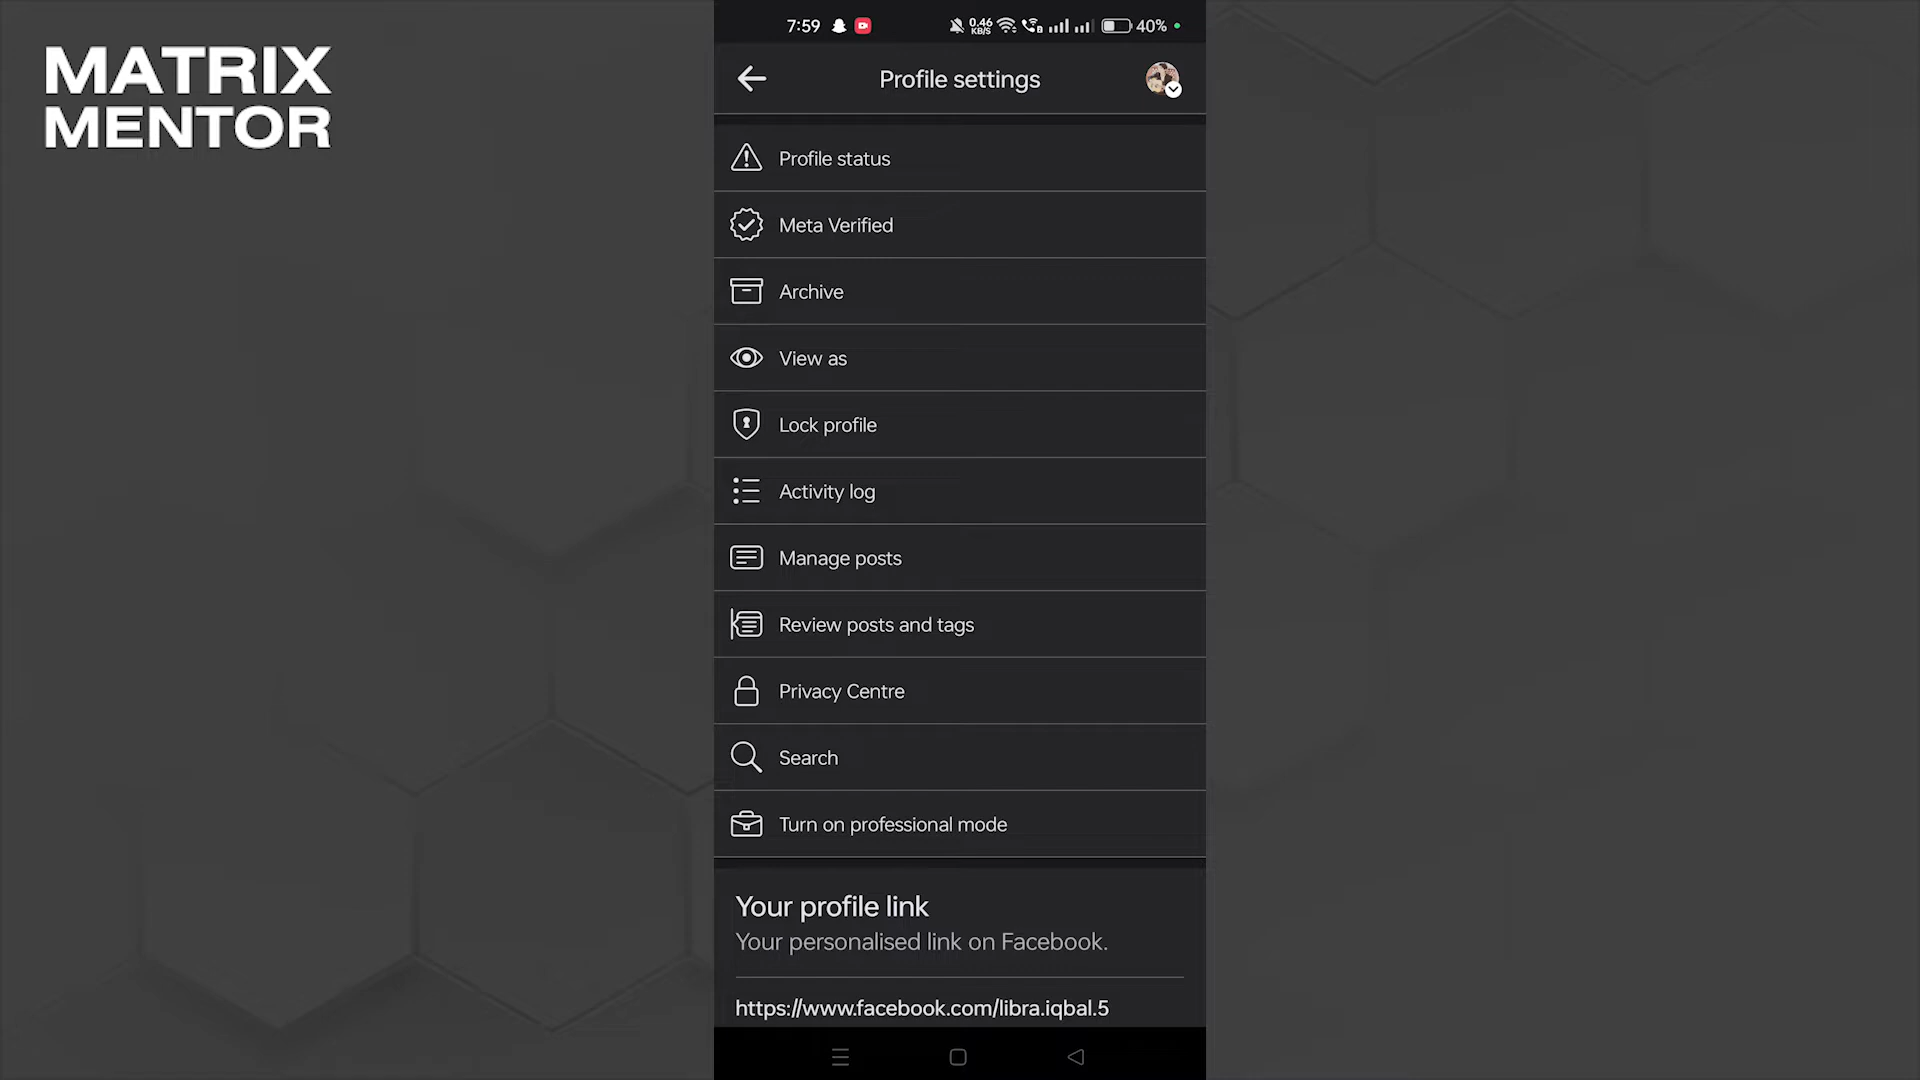 MATRIX
MENTOR
7:59
0.46
KB/S
40%
Profile settings
Profile status
Meta Verified
Archive
View as
Lock profile
Activity log
Manage posts
Review posts and tags
Privacy Centre
Search
Turn on professional mode
Your profile link
Your personalised link on Facebook.
https://www.facebook.com/libra.iqbal.5